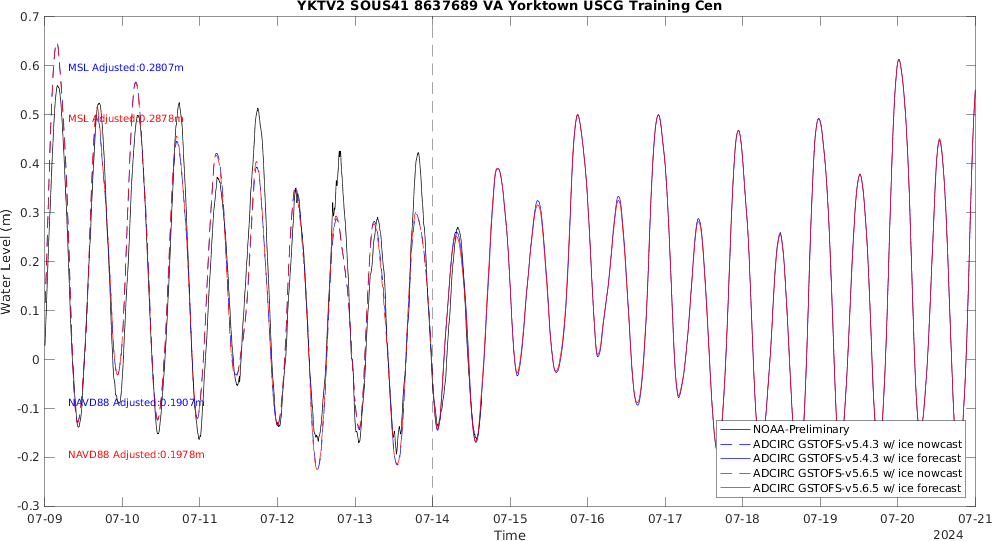 YKTV2 SOUS41 8637689 VA Yorktown USCG Training Cen
0.7
0.6
0.5
0.4
0.3
0.2
0.1
0
-0.1
-0.2
-0.3
Water Level (m)
MSL Adjusted:0.2807m
MSL Adjusted:0.2878m
NAVD88 Adjusted:0.1907m
NAVD88 Adjusted:0.1978m
NOAA-Preliminary
ADCIRC GSTOFS-v5.4.3 w/ ice nowcast
ADCIRC GSTOFS-v5.4.3 w/ ice forecast
ADCIRC GSTOFS-v5.6.5 w/ ice nowcast
ADCIRC GSTOFS-v5.6.5 w/ ice forecast
07-09 07-10 07-11 07-12 07-13 07-14 07-15 07-16 07-17 07-18 07-19 07-20 07-21
Time
2024